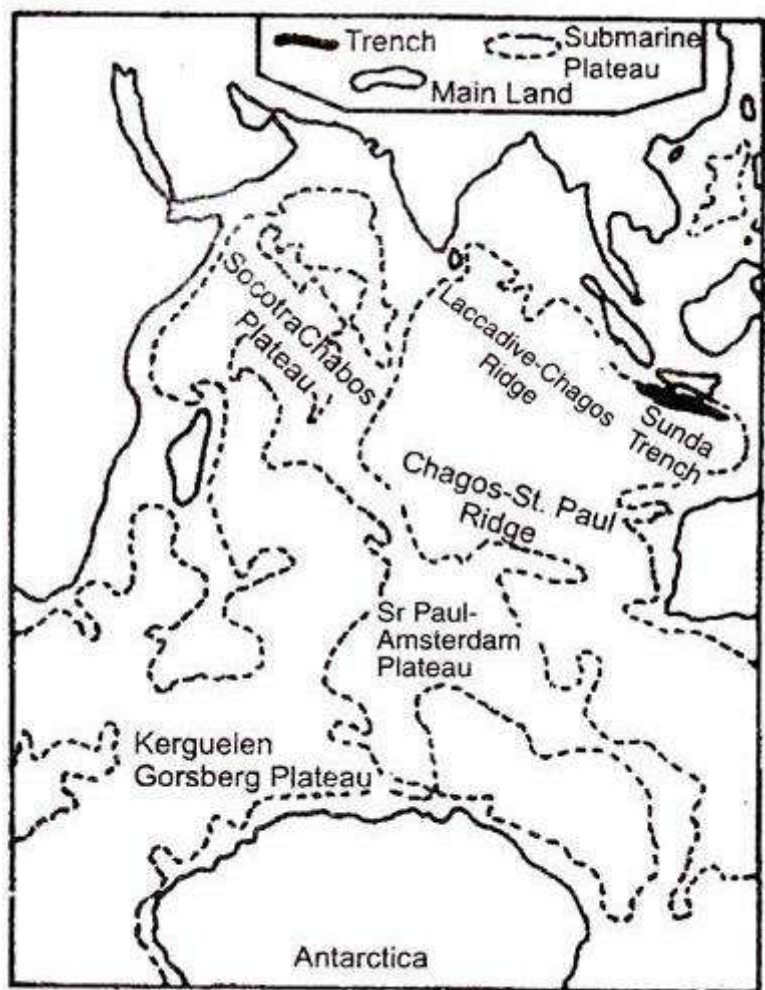 Trench
Submarine
Plateau
Main Land
SocotraChabos
Plateau
Laccadive-Chagos
Ridge
Sunda
Trench
Chagos-St. Paul
Ridge
Sr Paul-
Amsterdam
Plateau
Kergueien
Gorsberg Plateau
Antarctica